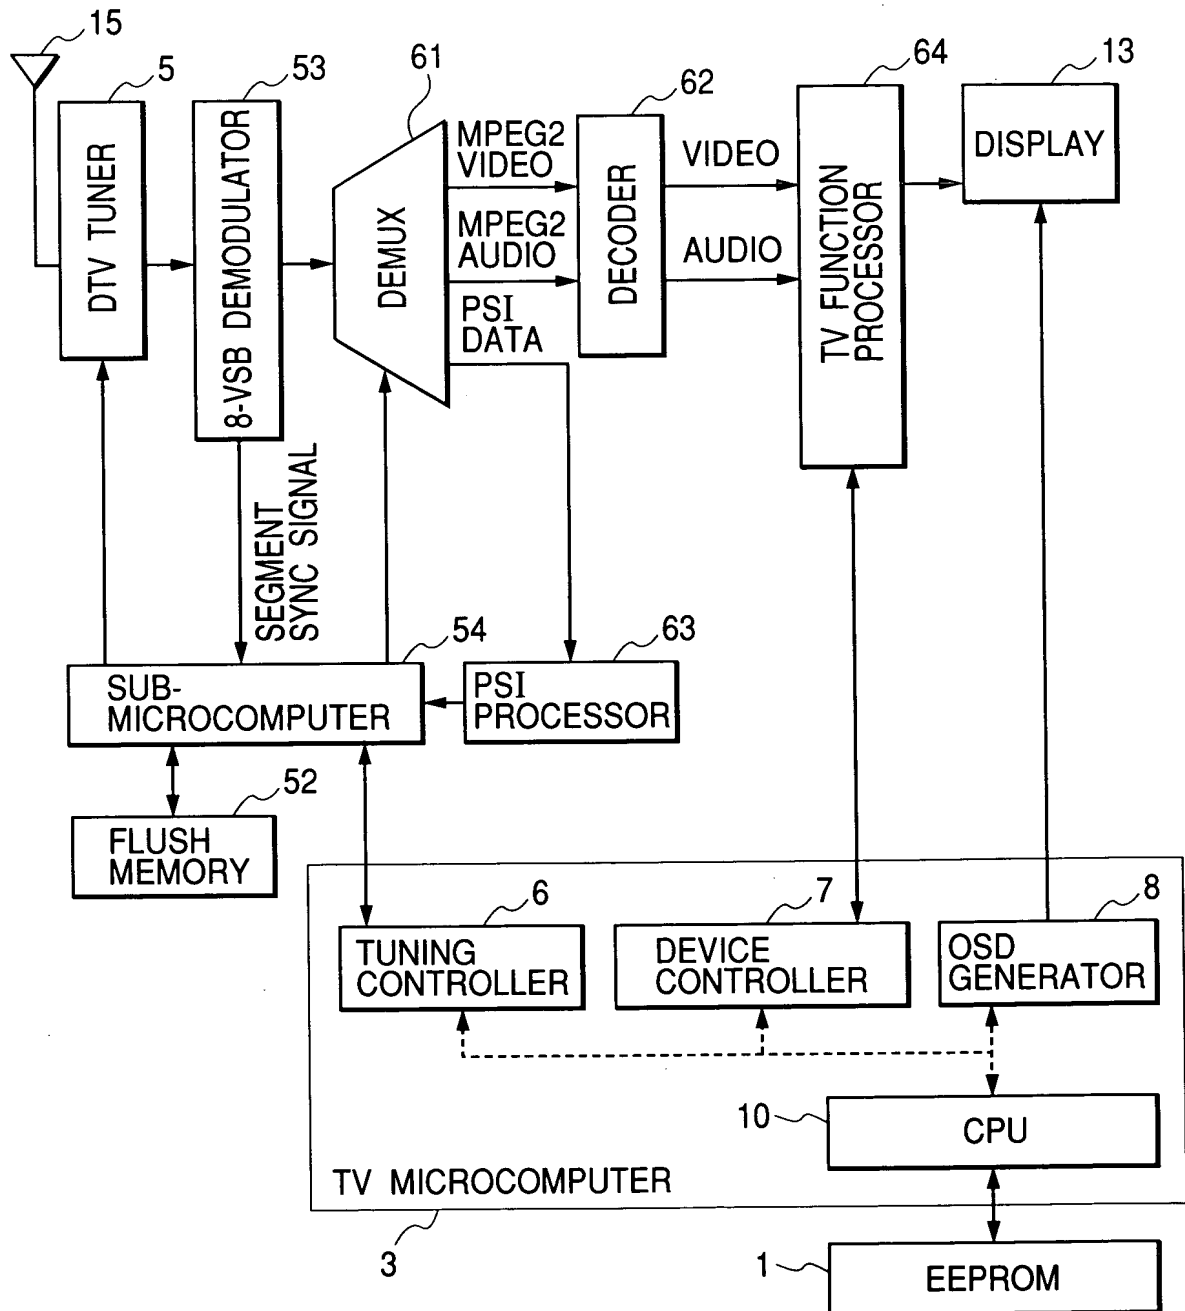 15
5
53
61
62
64
13
DTV TUNER
8-VSB DEMODULATOR
DEMUX
MPEG2
VIDEO
MPEG2
AUDIO
PSI
DATA
DECODER
VIDEO
AUDIO
TV FUNCTION
PROCESSOR
DISPLAY
SEGMENT
SYNC SIGNAL
54
63
SUB-
MICROCOMPUTER
PSI
PROCESSOR
52
FLUSH
MEMORY
6
7
8
TUNING
CONTROLLER
DEVICE
CONTROLLER
OSD
GENERATOR
10
CPU
TV MICROCOMPUTER
3
1
EEPROM